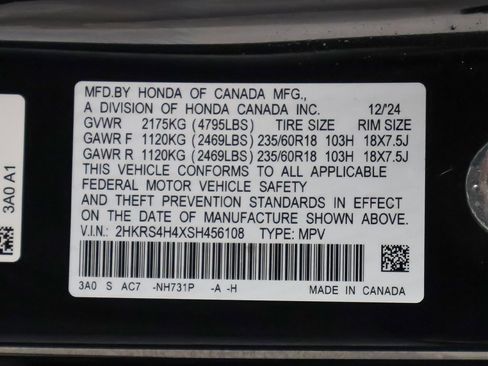 MFD.BY HONDA OF CANADA MFG.,
A DIVISION OF HONDA CANADA INC. 12/'24
GVWR 2175KG (4795LBS) TIRE SIZE RIM SIZE
GAWR F 1120KG (2469LBS) 235/60R18 103H 18X7.5J
GAWR R 1120KG (2469LBS) 235/60R18 103H 18X7.5J
THIS VEHICLE CONFORMS TO ALL APPLICABLE
FEDERAL MOTOR VEHICLE SAFETY
AND THEFT PREVENTION STANDARDS IN EFFECT
ON THE DATE OF MANUFACTURE SHOWN ABOVE.
V.I.N.: 2HKRS4H4XSH456108 TYPE: MPV
3A0 S AC7 -NH731P -A -H MADE IN CANADA
3A0 A1